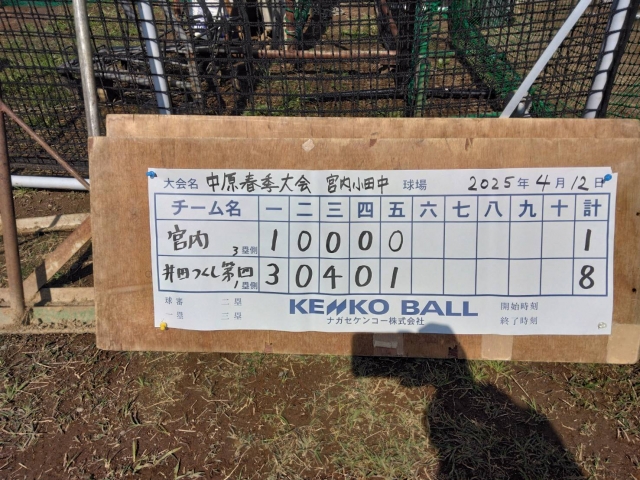 大会名 中原春季大会 宮内小田中 球場 2025年4月12日
チーム名 一 二 三 四 五 六 七 八 九 十 計
宮内 3塁側 1 0 0 0 0 1
井田つくし第四 1塁側 3 0 4 0 1 8
球審 二塁 KENKO BALL 開始時刻
一塁 三塁 ナガセケンコー株式会社 終了時刻